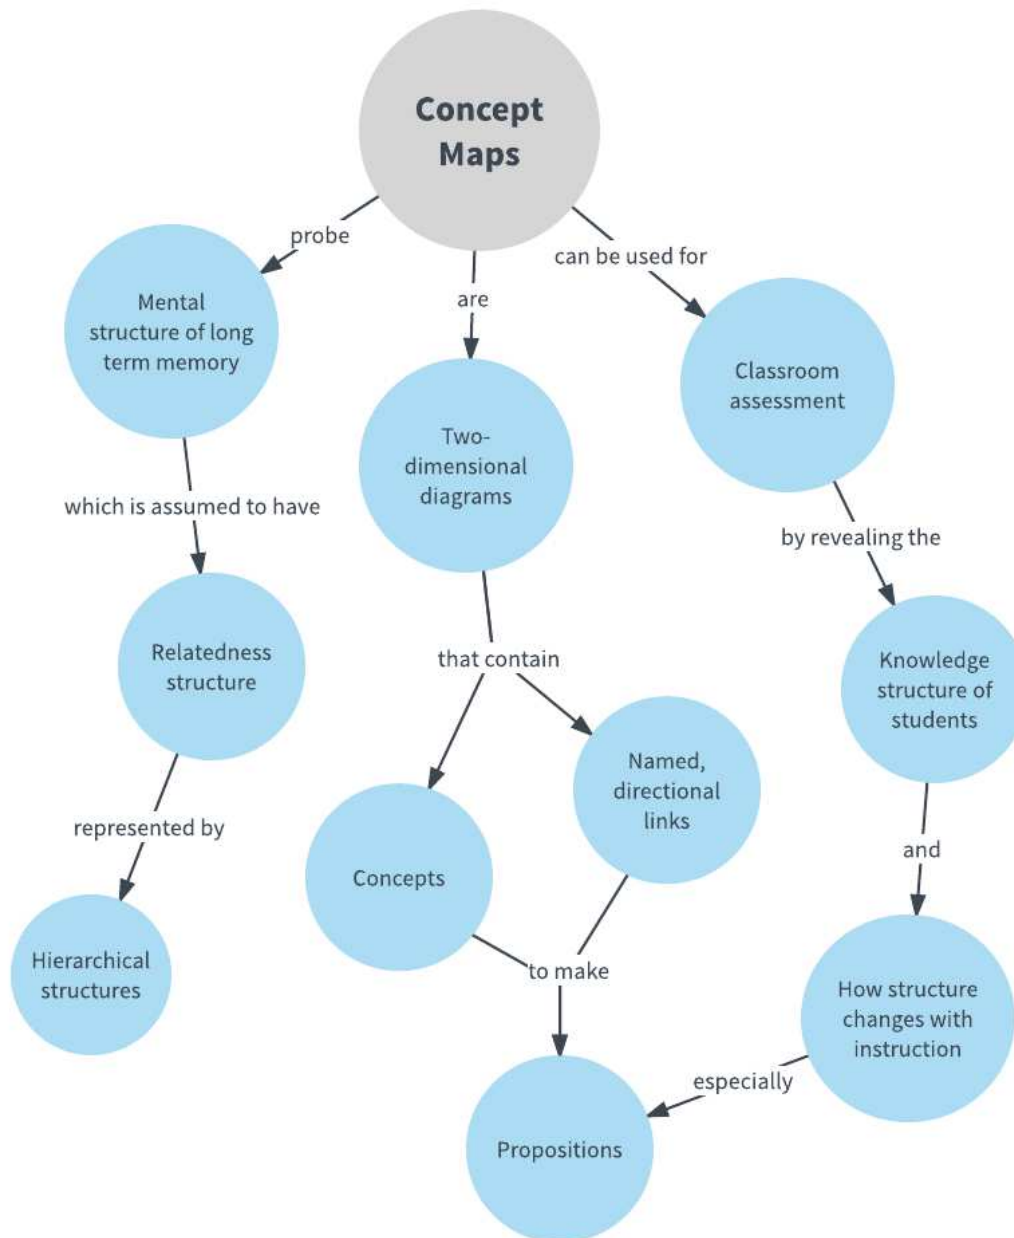 Concept
Maps
probe
are
can be used for
Mental
structure of long
term memory
Two-
dimensional
diagrams
Classroom
assessment
which is assumed to have
that contain
by revealing the
Relatedness
structure
Named,
directional
links
Knowledge
structure of
students
represented by
Concepts
and
Hierarchical
structures
to make
How structure
changes with
instruction
especially
Propositions